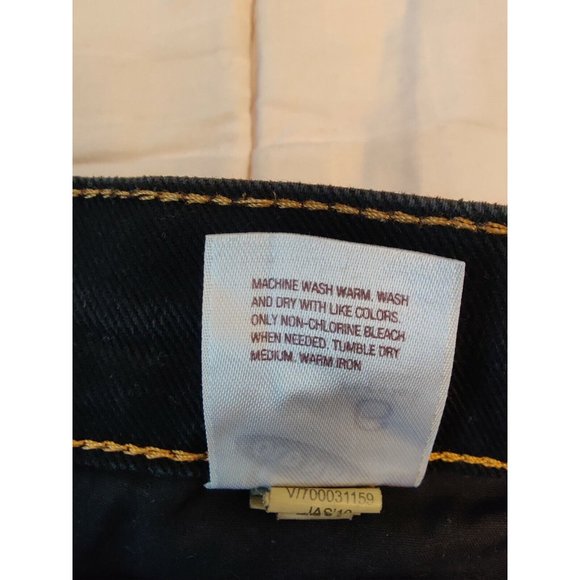 MACHINE WASH WARM. WASH
AND DRY WITH LIKE COLORS.
ONLY NON-CHLORINE BLEACH
WHEN NEEDED. TUMBLE DRY
MEDIUM. WARM IRON
V/700031159